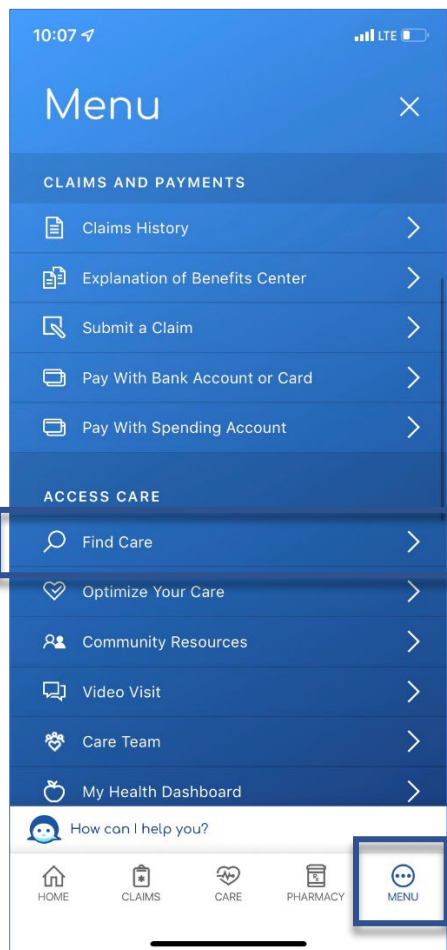 10:07
LTE
Menu
CLAIMS AND PAYMENTS
Claims History
Explanation of Benefits Center
Submit a Claim
Pay With Bank Account or Card
Pay With Spending Account
ACCESS CARE
Find Care
Optimize Your Care
Community Resources
Video Visit
Care Team
My Health Dashboard
How can I help you?
HOME CLAIMS CARE PHARMACY MENU